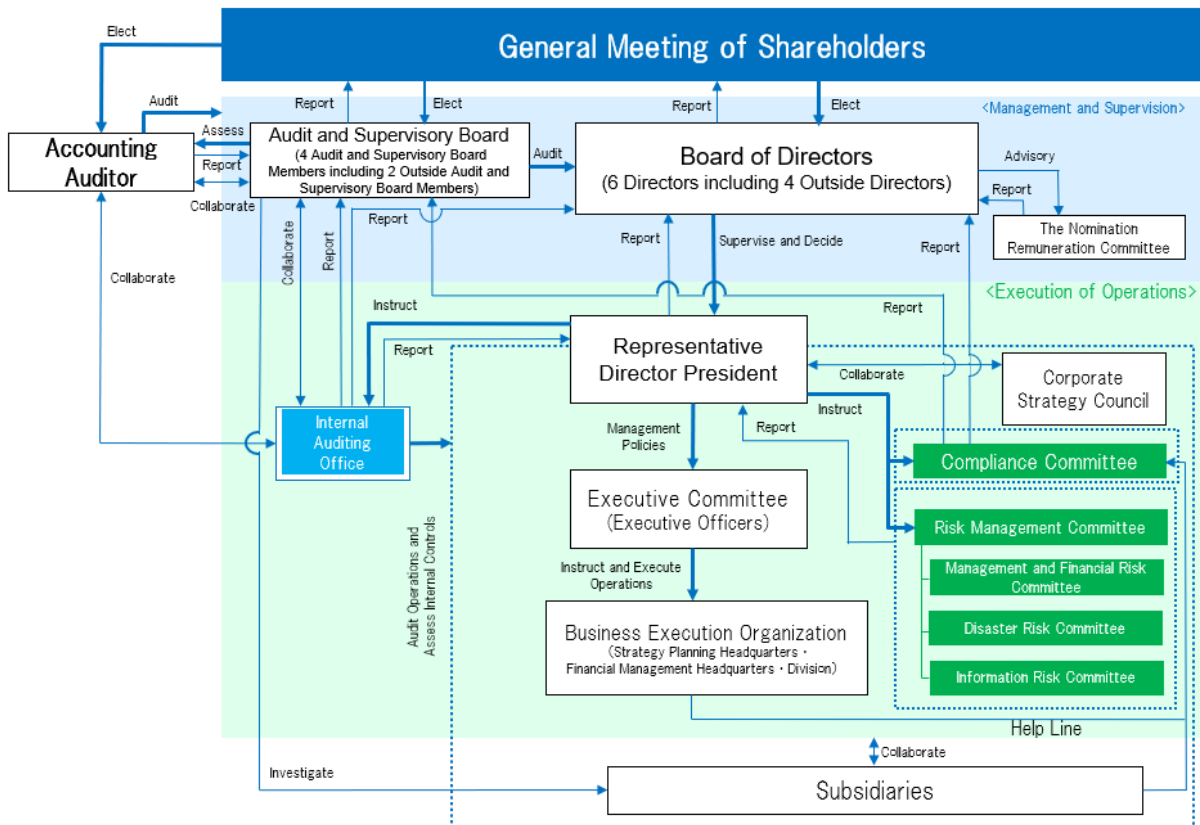 General Meeting of Shareholders
Elect
Audit
Report
Elect
Report
Elect
<Management and Supervision>
Accounting
Auditor
Assess
Report
Collaborate
Audit and Supervisory Board
(4 Audit and Supervisory Board
Members including 2 Outside Audit and
Supervisory Board Members)
Audit
Board of Directors
(6 Directors including 4 Outside Directors)
Advisory
Report
The Nomination
Remuneration Committee
Collaborate
Collaborate
Report
Report
Report
Supervise and Decide
Report
<Execution of Operations>
Instruct
Report
Report
Representative
Director President
Collaborate
Corporate
Strategy Council
Instruct
Internal
Auditing
Office
Management
Policies
Report
Compliance Committee
Executive Committee
(Executive Officers)
Risk Management Committee
Management and Financial Risk
Committee
Disaster Risk Committee
Information Risk Committee
Audit Operations and
Assess Internal Controls
Instruct and Execute
Operations
Business Execution Organization
(Strategy Planning Headquarters・
Financial Management Headquarters・Division)
Help Line
Collaborate
Investigate
Subsidiaries